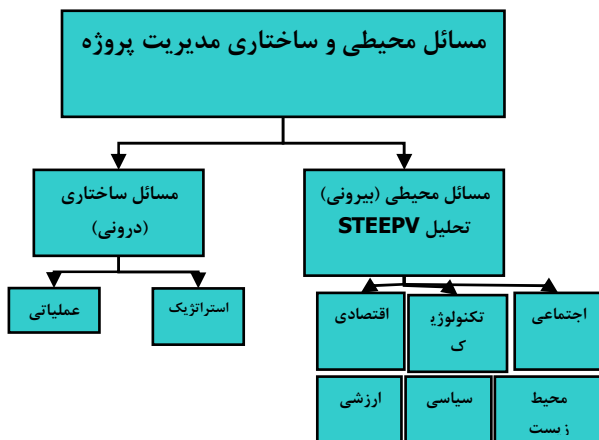 مسائل محیطی و ساختاری مدیریت پروژه
مسائل محیطی (بیرونی)
تحلیل STEEPV
مسائل ساختاری
(درونی)
اجتماعی
تکنولوژی
ک
اقتصادی
استراتژیک
عملیاتی
محیط
زیست
سیاسی
ارزشی